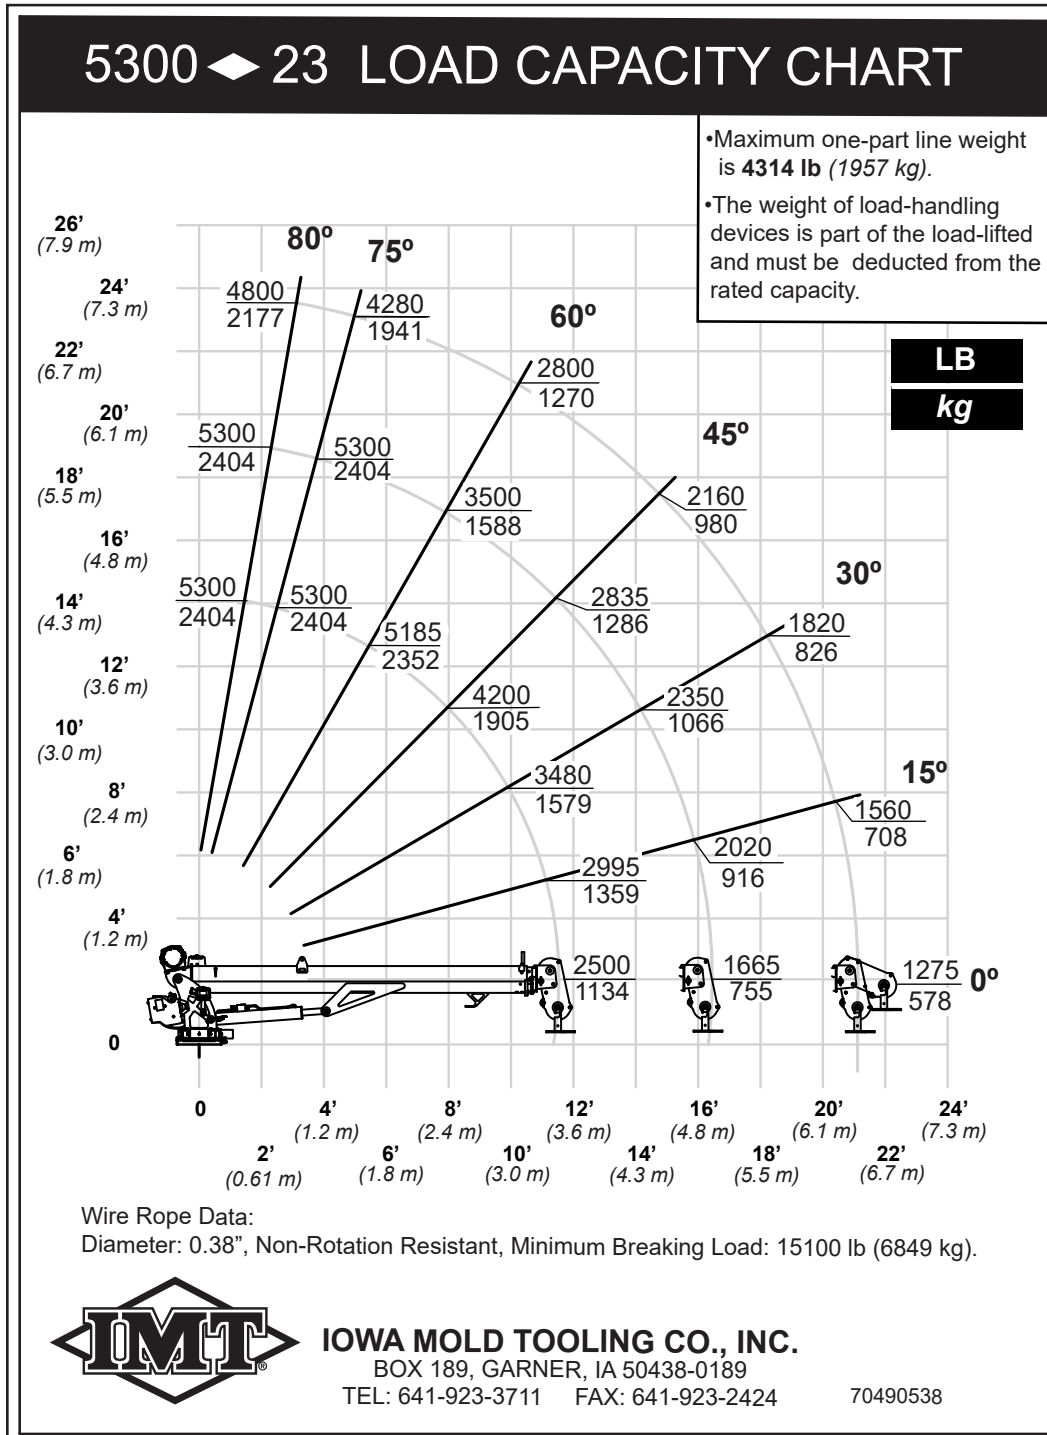 5300 ◆ 23 LOAD CAPACITY CHART
•Maximum one-part line weight
is 4314 lb (1957 kg).
•The weight of load-handling
devices is part of the load-lifted
and must be deducted from the
rated capacity.
LB
kg
26’
(7.9 m)
24’
(7.3 m)
22’
(6.7 m)
20’
(6.1 m)
18’
(5.5 m)
16’
(4.8 m)
14’
(4.3 m)
12’
(3.6 m)
10’
(3.0 m)
8’
(2.4 m)
6’
(1.8 m)
4’
(1.2 m)
0
80º
4800
2177
5300
2404
5300
2404
75º
4280
1941
5300
2404
5300
2404
60º
2800
1270
3500
1588
5185
2352
45º
2160
980
2835
1286
4200
1905
30º
1820
826
2350
1066
3480
1579
15º
1560
708
2020
916
2995
1359
2500
1134
1665
755
1275
578
0º
0 4’ 8’ 12’ 16’ 20’ 24’
(1.2 m) (2.4 m) (3.6 m) (4.8 m) (6.1 m) (7.3 m)
2’ 6’ 10’ 14’ 18’ 22’
(0.61 m) (1.8 m) (3.0 m) (4.3 m) (5.5 m) (6.7 m)
Wire Rope Data:
Diameter: 0.38”, Non-Rotation Resistant, Minimum Breaking Load: 15100 lb (6849 kg).
IMT®
IOWA MOLD TOOLING CO., INC.
BOX 189, GARNER, IA 50438-0189
TEL: 641-923-3711 FAX: 641-923-2424
70490538